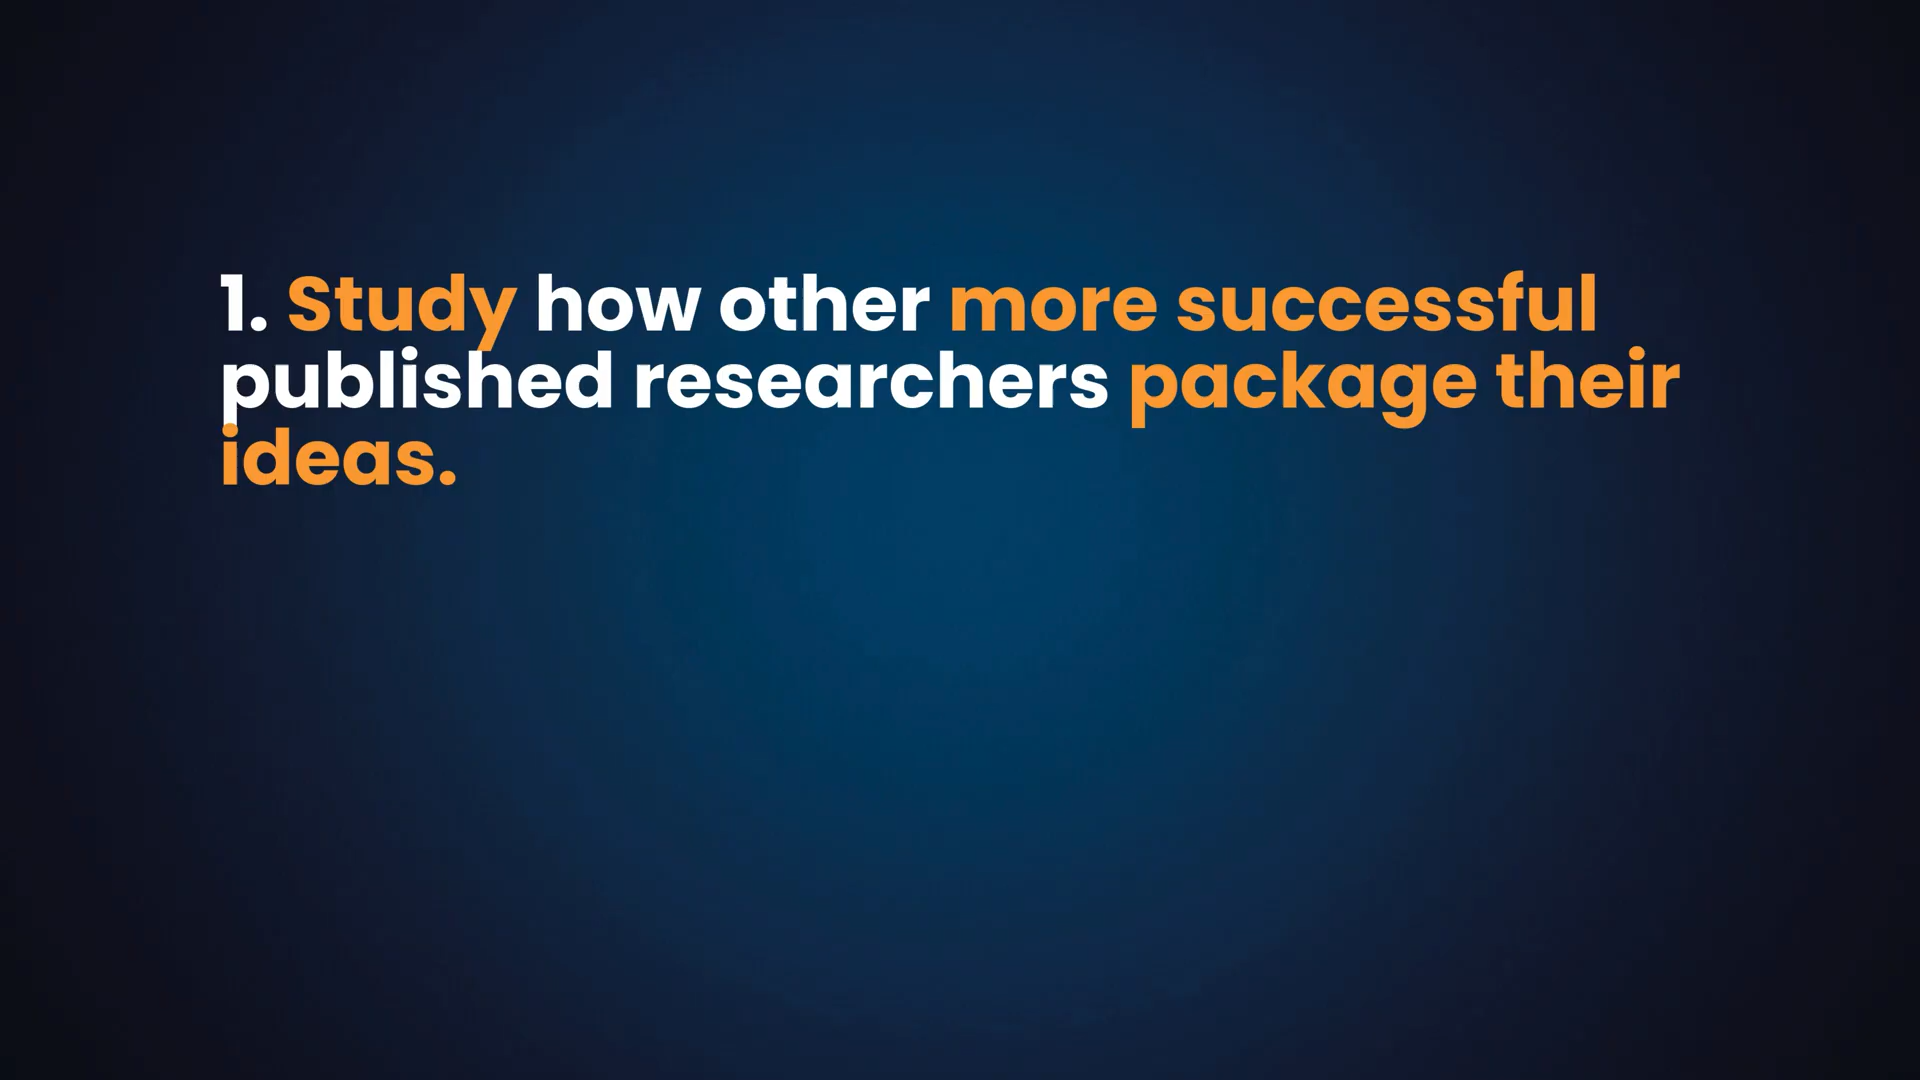 1. Study how other more successful
published researchers package their
ideas.